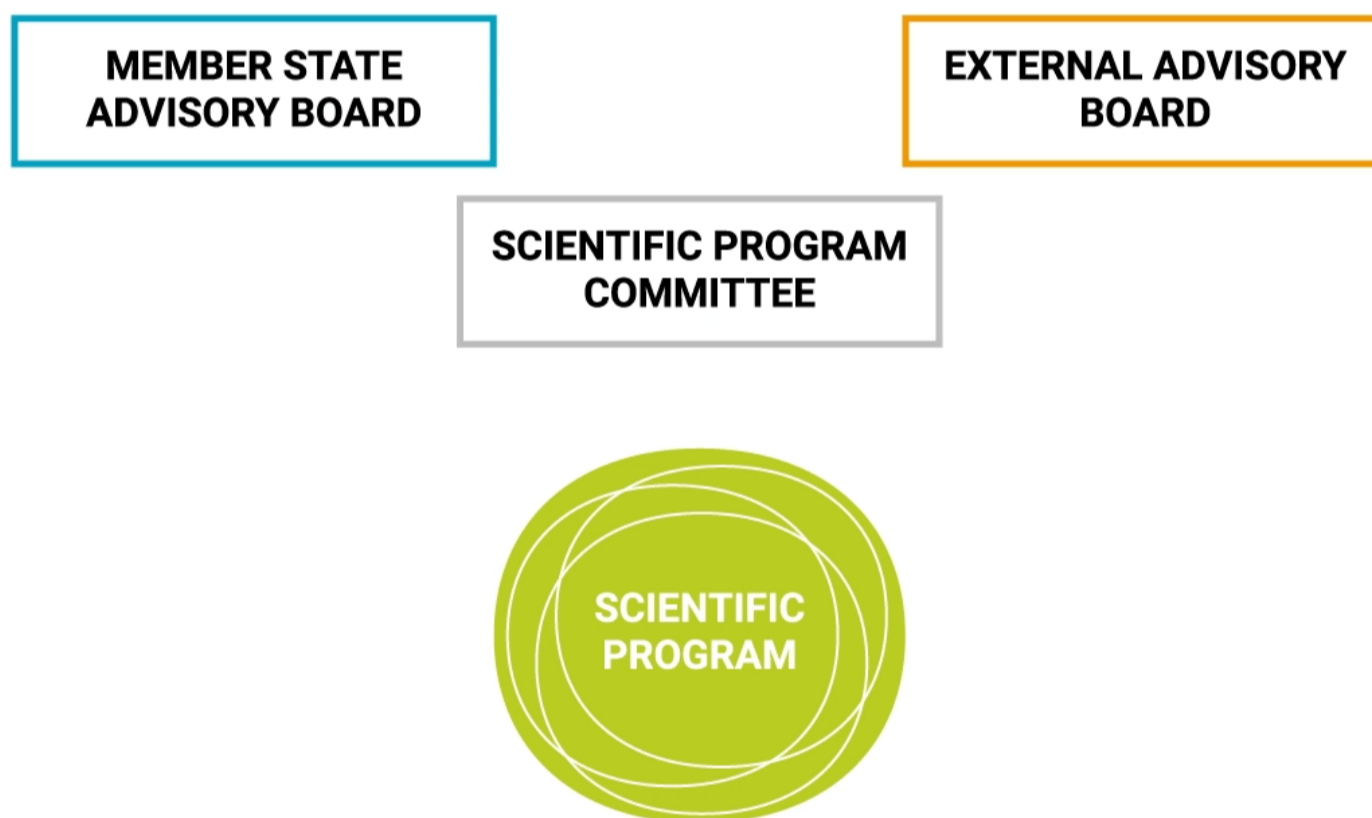 MEMBER STATE
ADVISORY BOARD
EXTERNAL ADVISORY
BOARD
SCIENTIFIC PROGRAM
COMMITTEE
SCIENTIFIC
PROGRAM